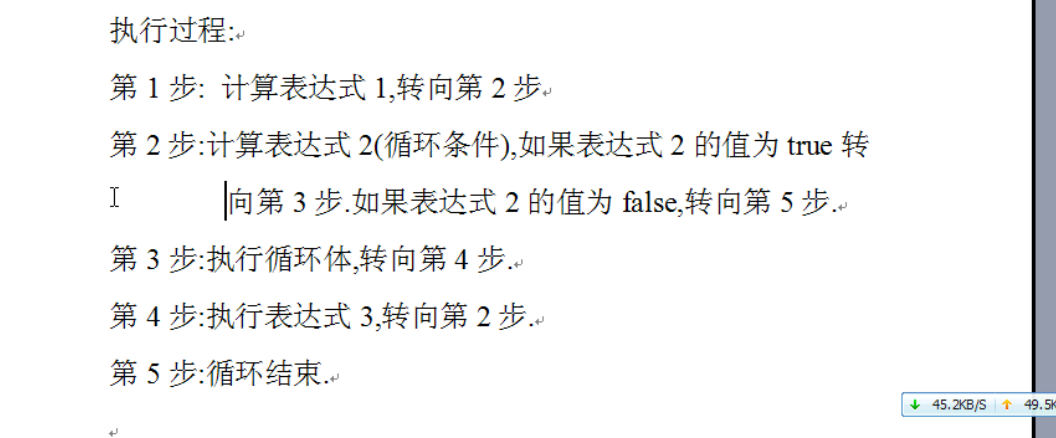 执行过程:
第 1 步: 计算表达式 1,转向第 2 步
第 2 步:计算表达式 2(循环条件),如果表达式 2 的值为 true 转
向第 3 步.如果表达式 2 的值为 false,转向第 5 步.
第 3 步:执行循环体,转向第 4 步.
第 4 步:执行表达式 3,转向第 2 步.
第 5 步:循环结束.
45.2KB/S 49.5K